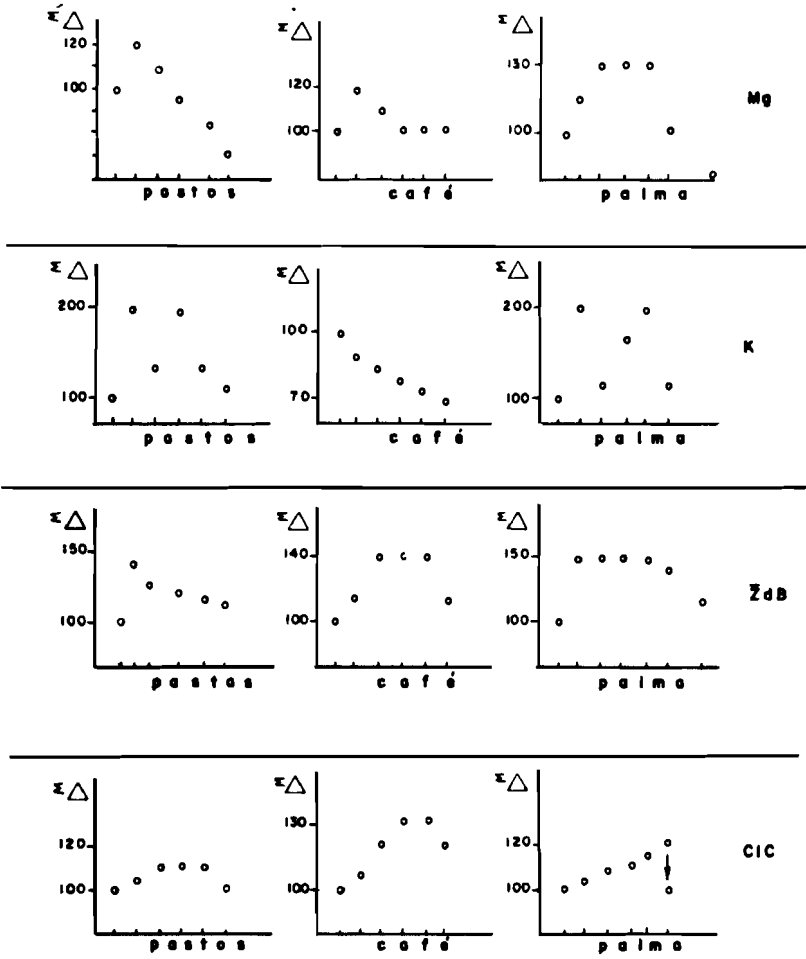 Σ △ Σ △ Σ △
120 120 130
100 100 100
Mg
pastos café palma
Σ △ Σ △ Σ △
200 100 200
100 70 100
K
pastos café palma
Σ △ Σ △ Σ △
150 140 150
100 100 100
ΣdB
pastos café palma
Σ △ Σ △ Σ △
120 130 120
100 100 100
CIC
pastos café palma